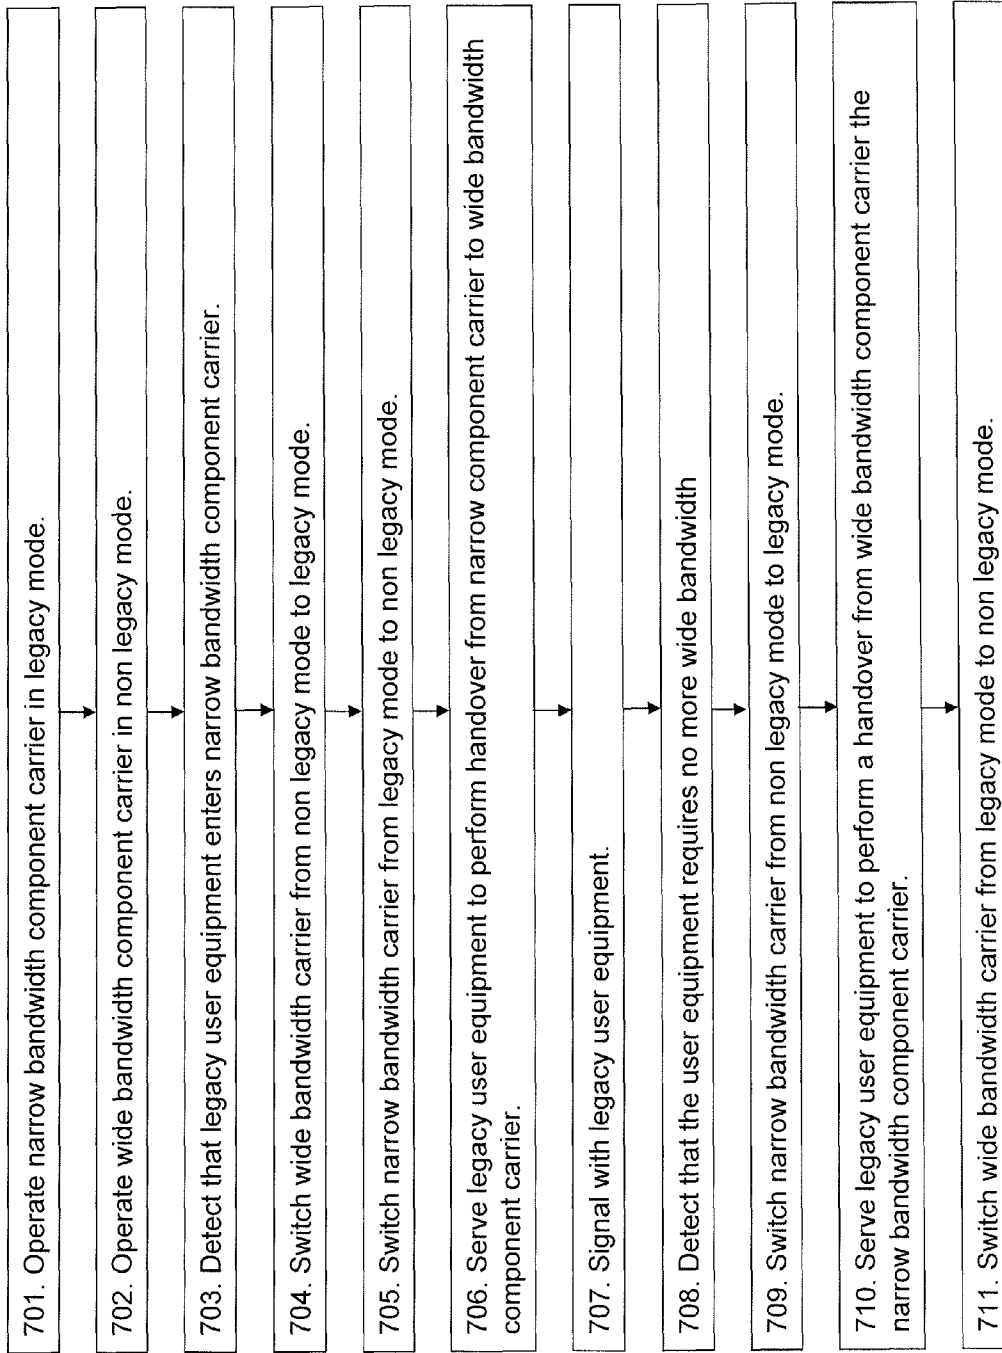 701. Operate narrow bandwidth component carrier in legacy mode.
702. Operate wide bandwidth component carrier in non legacy mode.
703. Detect that legacy user equipment enters narrow bandwidth component carrier.
704. Switch wide bandwidth carrier from non legacy mode to legacy mode.
705. Switch narrow bandwidth carrier from legacy mode to non legacy mode.
706. Serve legacy user equipment to perform handover from narrow component carrier to wide bandwidth
component carrier.
707. Signal with legacy user equipment.
708. Detect that the user equipment requires no more wide bandwidth
709. Switch narrow bandwidth carrier from non legacy mode to legacy mode.
710. Serve legacy user equipment to perform a handover from wide bandwidth component carrier the
narrow bandwidth component carrier.
711. Switch wide bandwidth carrier from legacy mode to non legacy mode.